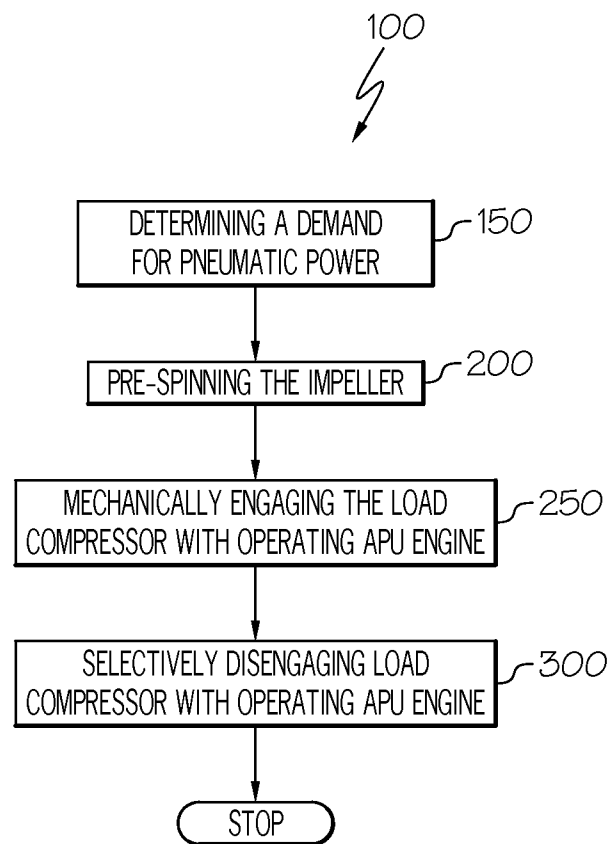 100
DETERMINING A DEMAND
FOR PNEUMATIC POWER
150
PRE-SPINNING THE IMPELLER
200
MECHANICALLY ENGAGING THE LOAD
COMPRESSOR WITH OPERATING APU ENGINE
250
SELECTIVELY DISENGAGING LOAD
COMPRESSOR WITH OPERATING APU ENGINE
300
STOP